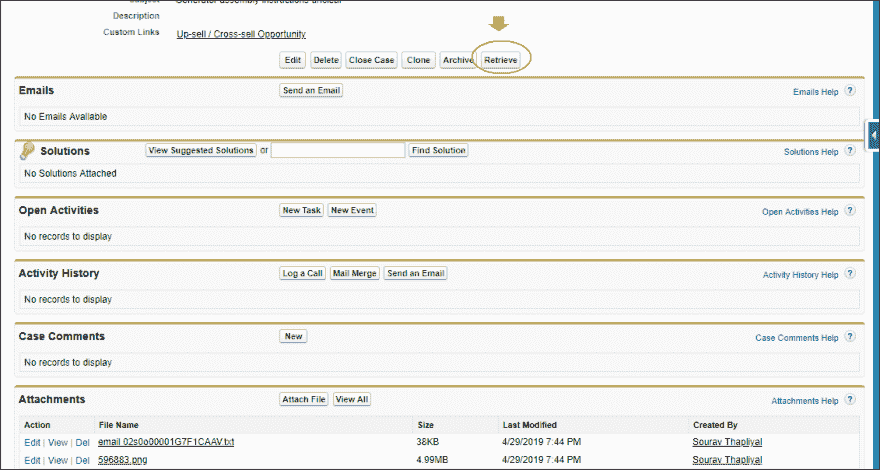 Subject Generator assembly instructions unclear
Description
Custom Links Up-sell / Cross-sell Opportunity
Edit Delete Close Case Clone Archive Retrieve
Emails Send an Email Emails Help ?
No Emails Available
Solutions View Suggested Solutions or Find Solution Solutions Help ?
No Solutions Attached
Open Activities New Task New Event Open Activities Help ?
No records to display
Activity History Log a Call Mail Merge Send an Email Activity History Help ?
No records to display
Case Comments New Case Comments Help ?
No records to display
Attachments Attach File View All Attachments Help ?
Action File Name Size Last Modified Created By
Edit | View | Del email 02s0o00001G7F1CAAV.txt 38KB 4/29/2019 7:44 PM Sourav Thapliyal
Edit | View | Del 596883.png 4.99MB 4/29/2019 7:44 PM Sourav Thapliyal